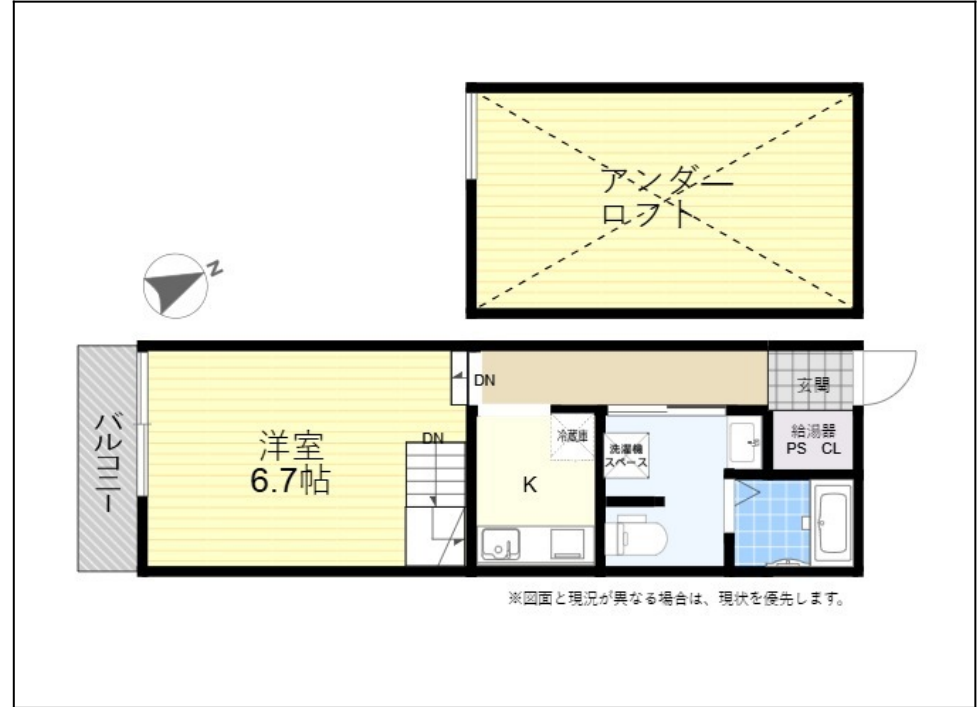 アンダー
ロフト
N
DN
玄関
バルコニー
洋室
6.7帖
DN
冷蔵庫
洗濯機
スペース
給湯器
PS CL
K
※図面と現況が異なる場合は、現状を優先します。